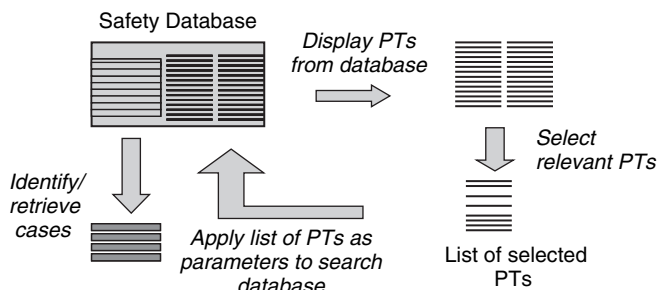 Safety Database
Display PTs
from database
Select
relevant PTs
Identify/
retrieve
cases
Apply list of PTs as
parameters to search
database
List of selected
PTs